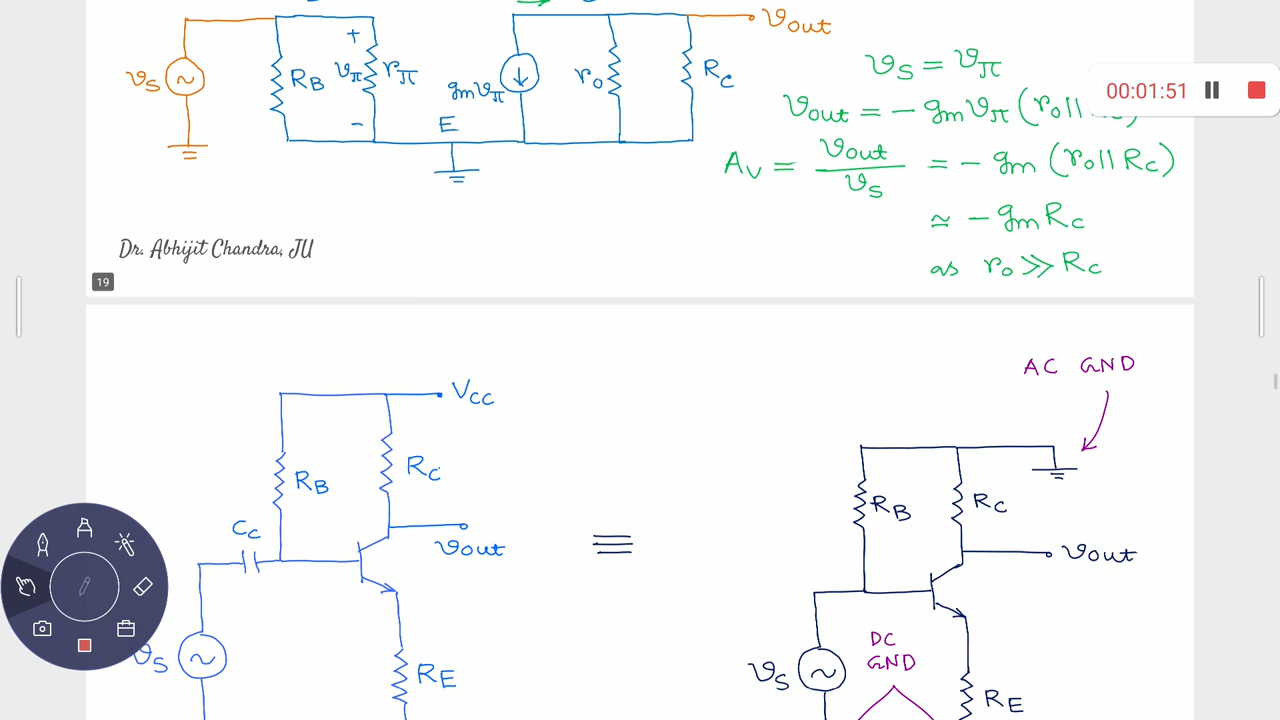 Vout
vs
RB
+
vπ
rπ
-
gmvπ
E
ro
RC
vs = vπ
vout = - gm vπ (ro||
00:01:51
Av = vout/vs = - gm (ro||RC)
≃ - gm RC
as ro >> RC
Dr. Abhijit Chandra, JU
19
AC GND
VCC
RB
RC
CC
vout
vs
RE
≡
RB
RC
vout
DC
GND
vs
RE